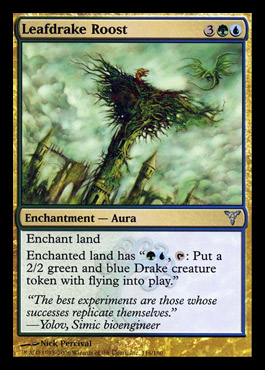 Leafdrake Roost 3
Enchantment — Aura
Enchant land
Enchanted land has “ , : Put a
2/2 green and blue Drake creature
token with flying into play.”
“The best experiments are those whose
successes replicate themselves.”
—Yolov, Simic bioengineer
Nick Percival